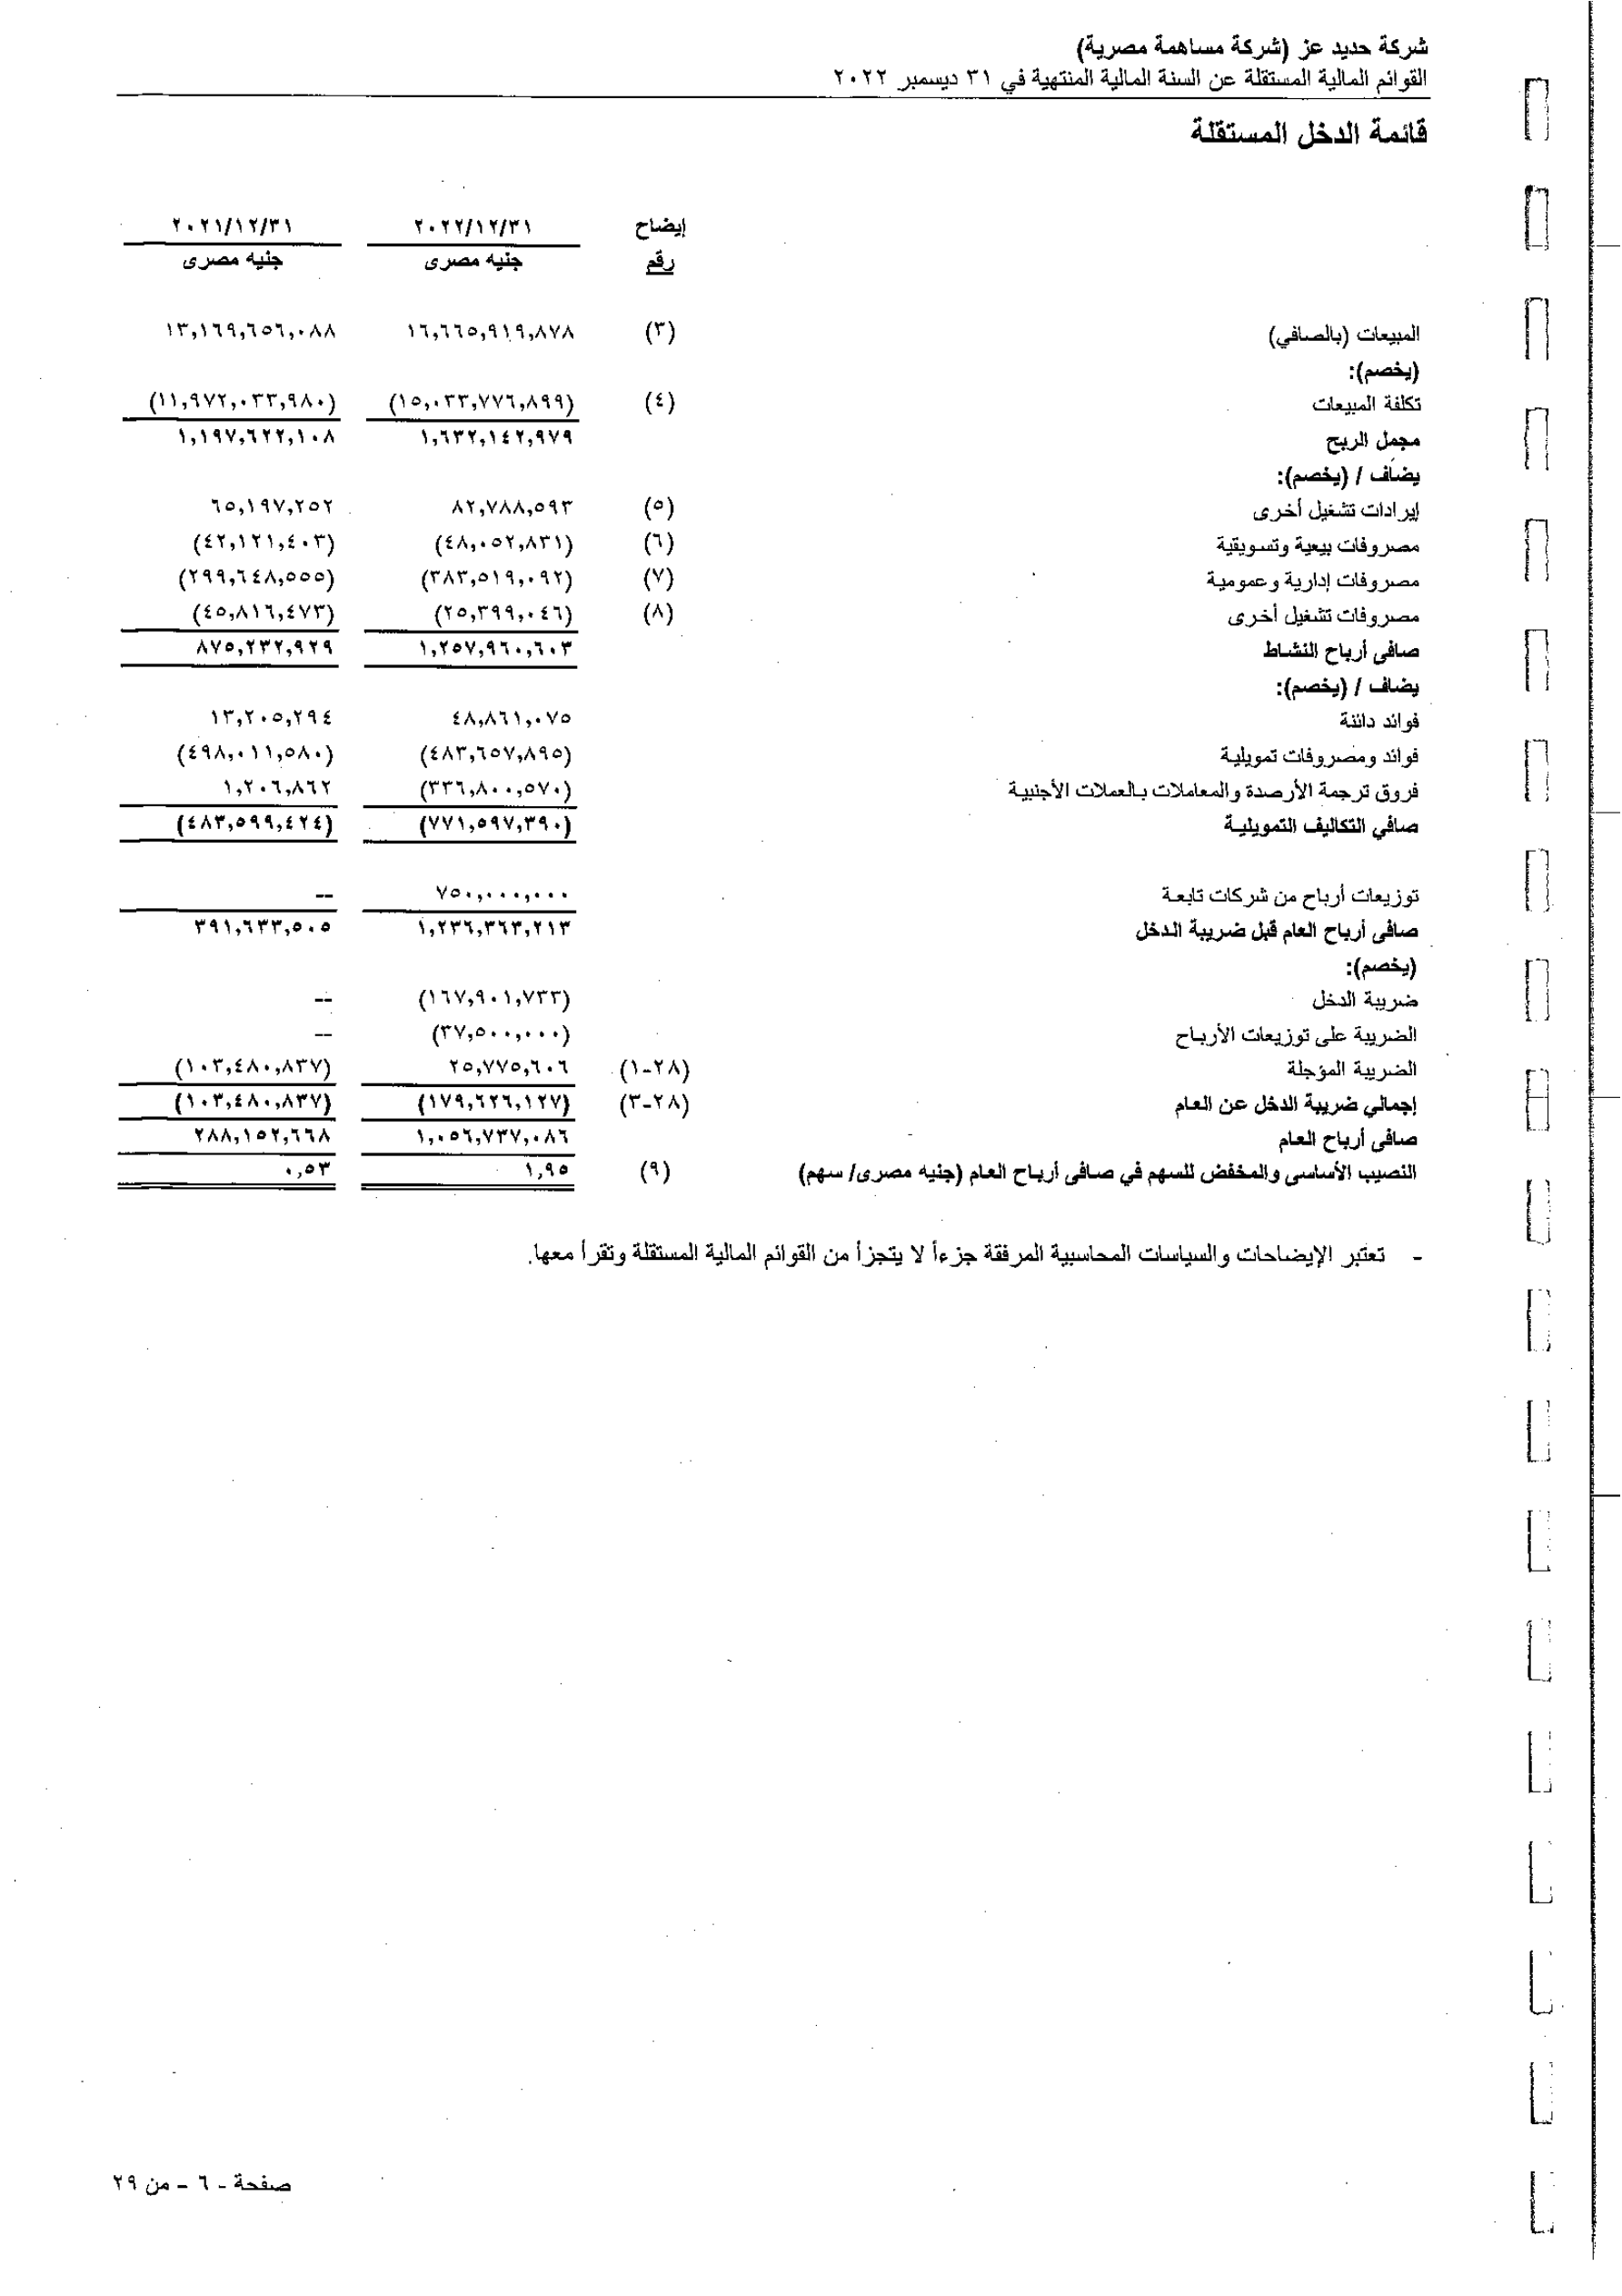 شركة حديد عز (شركة مساهمة مصرية)
القوائم المالية المستقلة عن السنة المالية المنتهية في ٣١ ديسمبر ٢٠٢٢
قائمة الدخل المستقلة
إيضاح ٢٠٢٢/١٢/٣١ ٢٠٢١/١٢/٣١
رقم جنيه مصرى جنيه مصرى
المبيعات (بالصافي) (٣) ١٦,٦٦٥,٩١٩,٨٧٨ ١٣,١٦٩,٦٥٦,٠٨٨
(يخصم):
تكلفة المبيعات (٤) (١٥,٠٣٣,٧٧٦,٨٩٩) (١١,٩٧٢,٠٣٣,٩٨٠)
مجمل الربح ١,٦٣٢,١٤٢,٩٧٩ ١,١٩٧,٦٢٢,١٠٨
يضاف / (يخصم):
إيرادات تشغيل أخرى (٥) ٨٢,٧٨٨,٥٩٣ ٦٥,١٩٧,٢٥٢
مصروفات بيعية وتسويقية (٦) (٤٨,٠٥٢,٨٣١) (٤٢,١٢١,٤٠٣)
مصروفات إدارية وعمومية (٧) (٣٨٣,٥١٩,٠٩٢) (٢٩٩,٦٤٨,٥٥٥)
مصروفات تشغيل أخرى (٨) (٢٥,٣٩٩,٠٤٦) (٤٥,٨١٦,٤٧٣)
صافى أرباح النشاط ١,٢٥٧,٩٦٠,٦٠٣ ٨٧٥,٢٣٢,٩٢٩
يضاف / (يخصم):
فوائد دائنة ٤٨,٨٦١,٠٧٥ ١٣,٢٠٥,٢٩٤
فوائد ومصروفات تمويلية (٤٨٣,٦٥٧,٨٩٥) (٤٩٨,٠١١,٥٨٠)
فروق ترجمة الأرصدة والمعاملات بالعملات الأجنبية (٣٣٦,٨٠٠,٥٧٠) ١,٢٠٦,٨٦٢
صافي التكاليف التمويلية (٧٧١,٥٩٧,٣٩٠) (٤٨٣,٥٩٩,٤٢٤)
توزيعات أرباح من شركات تابعة ٧٥٠,٠٠٠,٠٠٠ --
صافى أرباح العام قبل ضريبة الدخل ١,٢٣٦,٣٦٣,٢١٣ ٣٩١,٦٣٣,٥٠٥
(يخصم):
ضريبة الدخل (١٦٧,٩٠١,٧٣٣) --
الضريبة على توزيعات الأرباح (٣٧,٥٠٠,٠٠٠) --
الضريبة المؤجلة (٢٨-١) ٢٥,٧٧٥,٦٠٦ (١٠٣,٤٨٠,٨٣٧)
إجمالي ضريبة الدخل عن العام (٢٨-٣) (١٧٩,٦٢٦,١٢٧) (١٠٣,٤٨٠,٨٣٧)
صافى أرباح العام ١,٠٥٦,٧٣٧,٠٨٦ ٢٨٨,١٥٢,٦٦٨
النصيب الأساسى والمخفض للسهم في صافى أرباح العام (جنيه مصرى/ سهم) (٩) ١,٩٥ ٠,٥٣
- تعتبر الإيضاحات والسياسات المحاسبية المرفقة جزءاً لا يتجزأ من القوائم المالية المستقلة وتقرأ معها.
صفحة - ٦ - من ٢٩